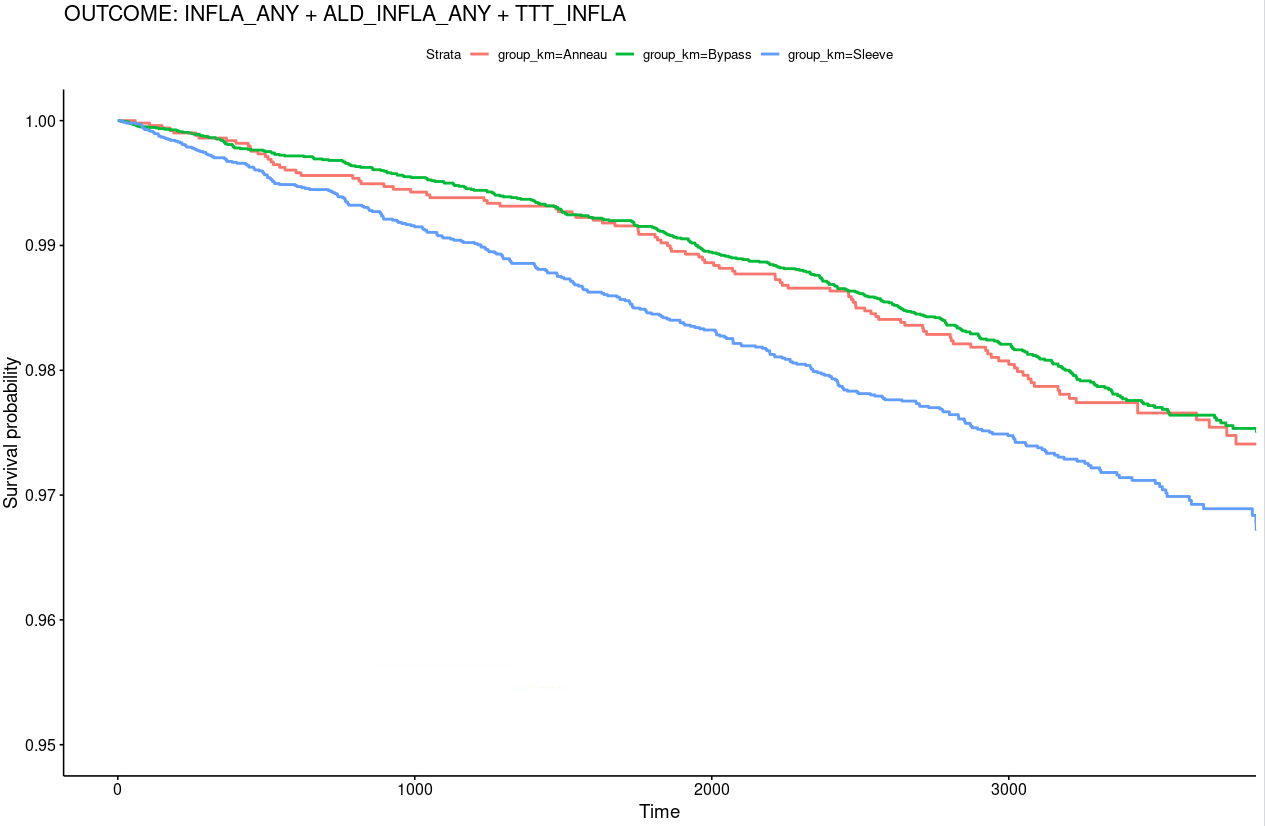 OUTCOME: INFLA_ANY + ALD_INFLA_ANY + TTT_INFLA
Strata group_km=Anneau group_km=Bypass group_km=Sleeve
1.00
0.99
0.98
0.97
0.96
0.95
Survival probability
0 1000 2000 3000
Time